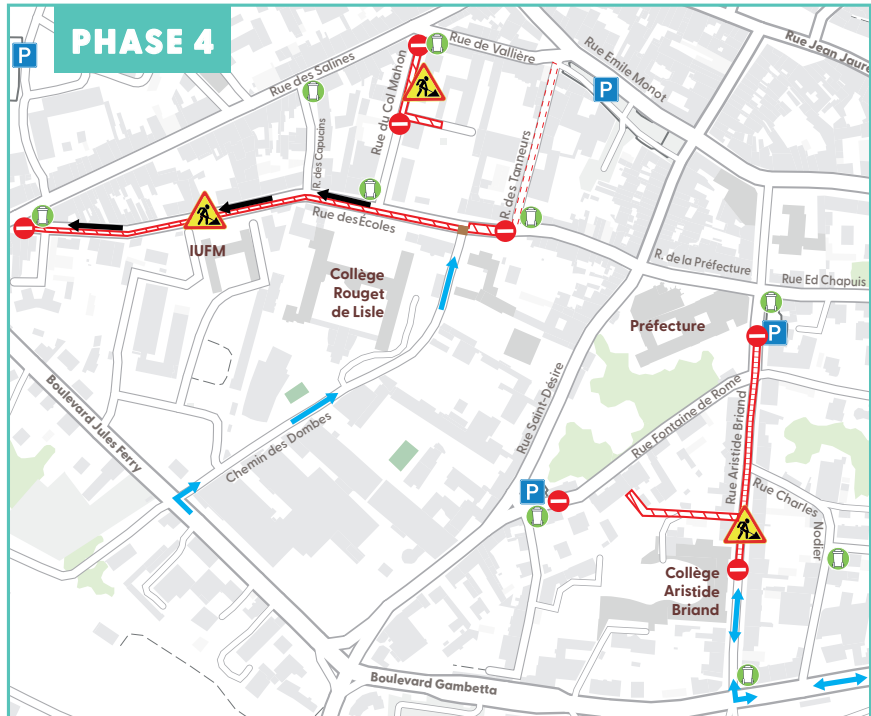 PHASE 4
P
Rue des Salines
R. des Capucins
Rue du Col Mahon
Rue de Vallière
Rue Emile Monot
P
Rue Jean Jaure
R. des Tanneurs
Rue des Écoles
IUFM
Collège
Rouget
de Lisle
R. de la Préfecture
Rue Ed Chapuis
Préfecture
P
Boulevard Jules Ferry
Chemin des Dombes
Rue Saint-Désire
Rue Fontaine de Rome
Rue Aristide Briand
P
Rue Charles
Nodier
Collège
Aristide
Briand
Boulevard Gambetta